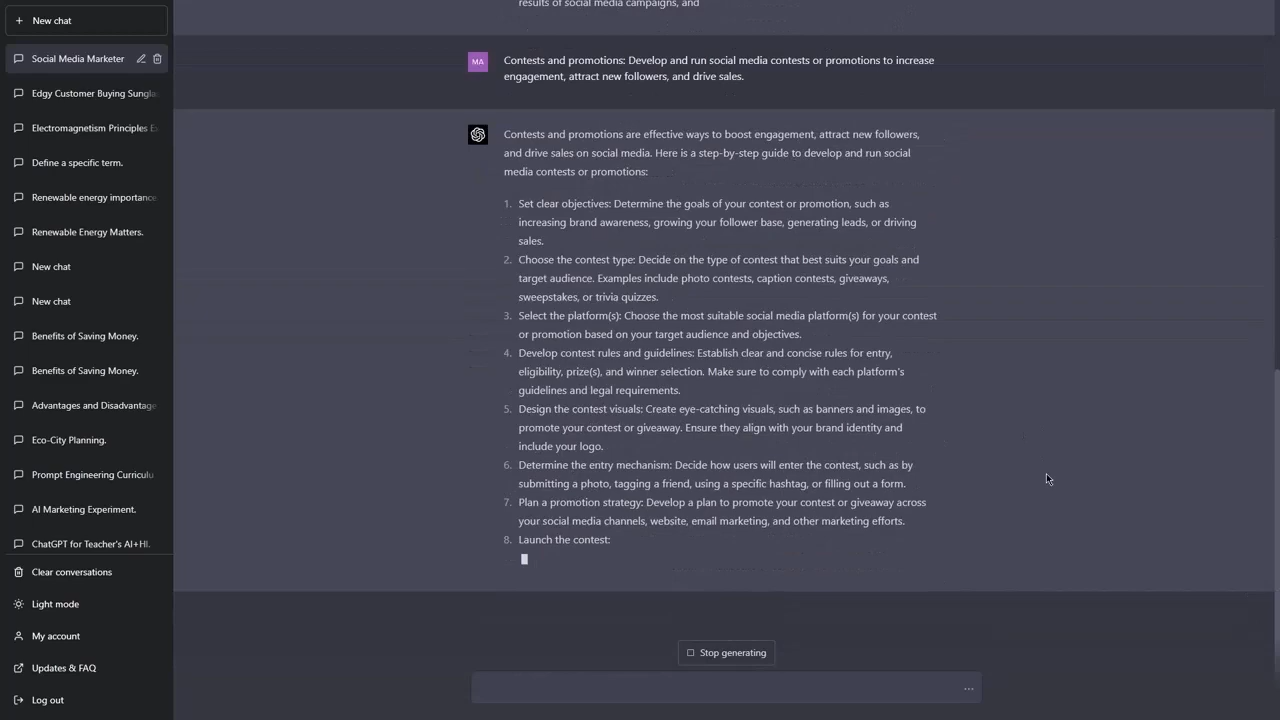 New chat
Social Media Marketer
Edgy Customer Buying Sungla
Electromagnetism Principles E
Define a specific term.
Renewable energy importance
Renewable Energy Matters.
New chat
New chat
Benefits of Saving Money.
Benefits of Saving Money.
Advantages and Disadvantage
Eco-City Planning.
Prompt Engineering Curriculu
AI Marketing Experiment.
ChatGPT for Teacher's AI+HI.
Clear conversations
Light mode
My account
Updates & FAQ
Log out
results of social media campaigns, and
MA
Contests and promotions: Develop and run social media contests or promotions to increase
engagement, attract new followers, and drive sales.
Contests and promotions are effective ways to boost engagement, attract new followers,
and drive sales on social media. Here is a step-by-step guide to develop and run social
media contests or promotions:
1. Set clear objectives: Determine the goals of your contest or promotion, such as
increasing brand awareness, growing your follower base, generating leads, or driving
sales.
2. Choose the contest type: Decide on the type of contest that best suits your goals and
target audience. Examples include photo contests, caption contests, giveaways,
sweepstakes, or trivia quizzes.
3. Select the platform(s): Choose the most suitable social media platform(s) for your contest
or promotion based on your target audience and objectives.
4. Develop contest rules and guidelines: Establish clear and concise rules for entry,
eligibility, prize(s), and winner selection. Make sure to comply with each platform's
guidelines and legal requirements.
5. Design the contest visuals: Create eye-catching visuals, such as banners and images, to
promote your contest or giveaway. Ensure they align with your brand identity and
include your logo.
6. Determine the entry mechanism: Decide how users will enter the contest, such as by
submitting a photo, tagging a friend, using a specific hashtag, or filling out a form.
7. Plan a promotion strategy: Develop a plan to promote your contest or giveaway across
your social media channels, website, email marketing, and other marketing efforts.
8. Launch the contest:
Stop generating
...